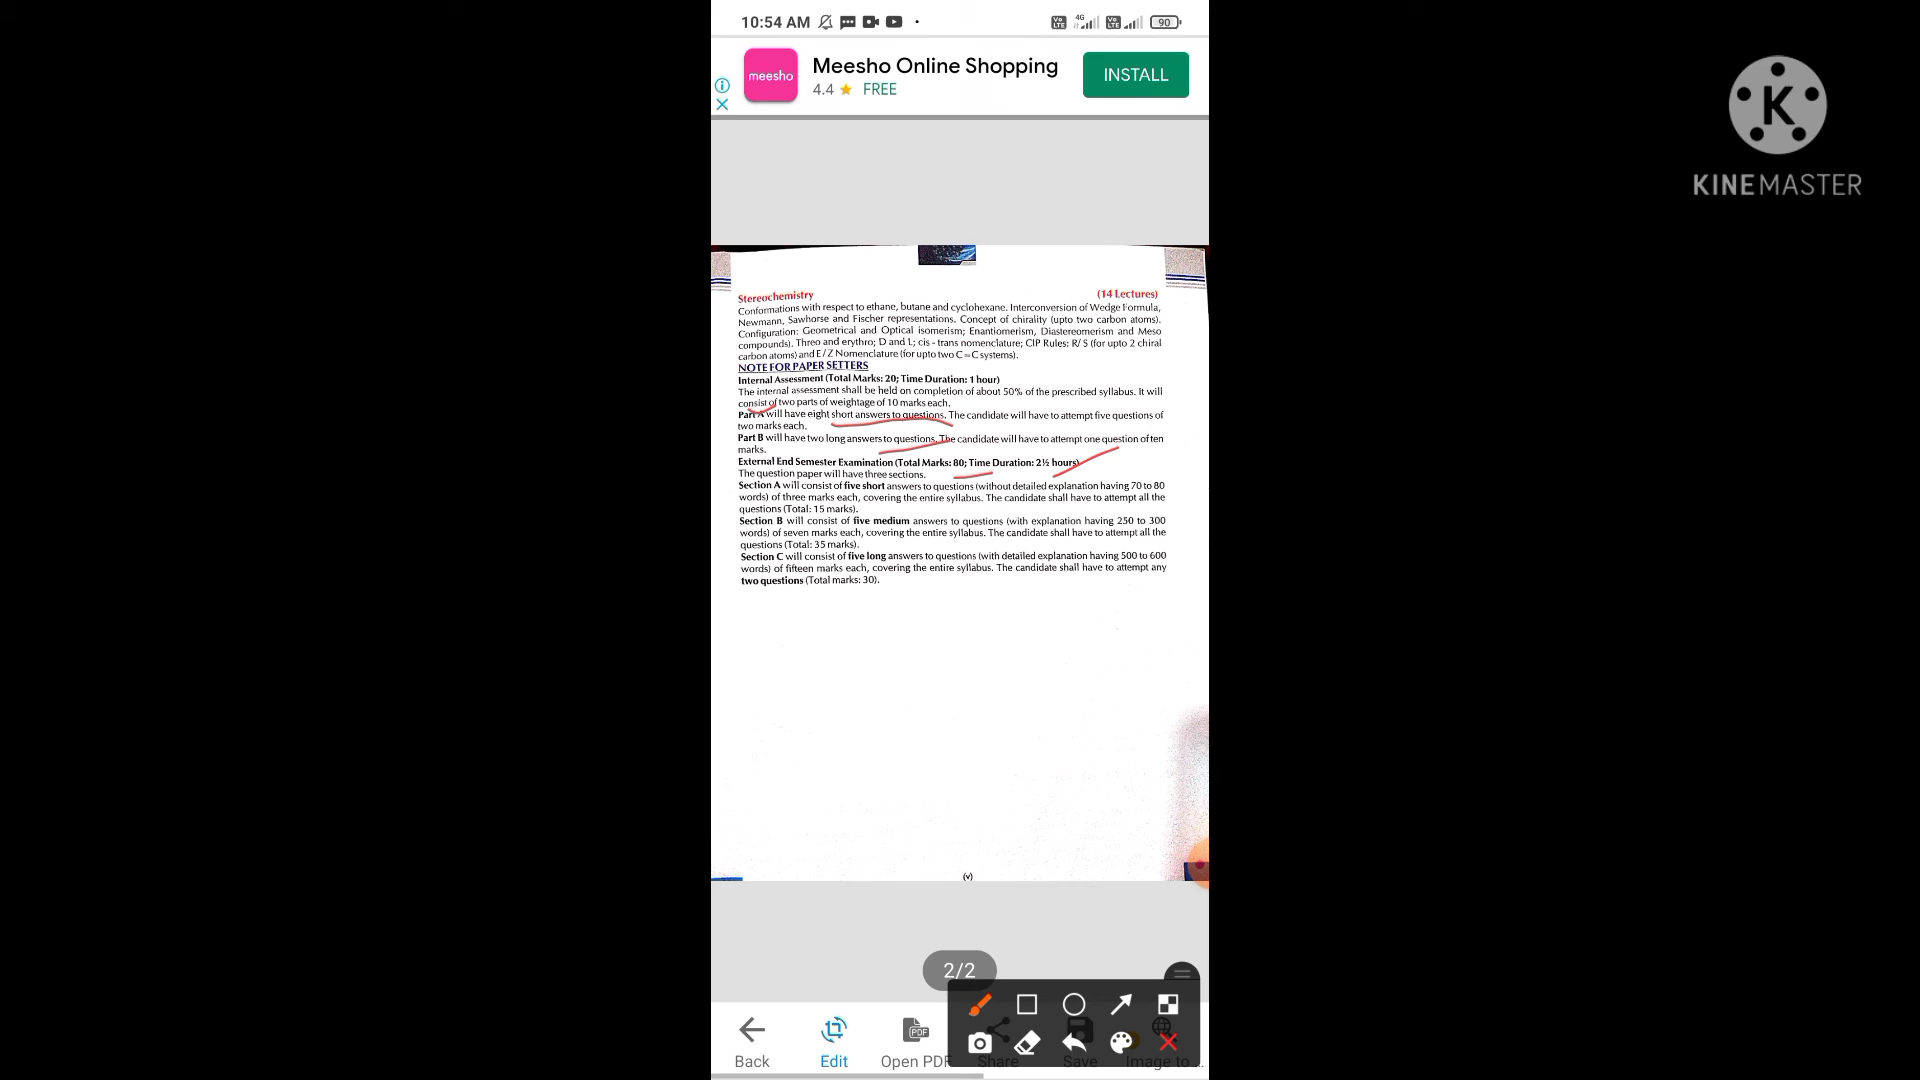 10:54 AM
4G
90
meesho
Meesho Online Shopping
4.4 ★ FREE
INSTALL
KINEMASTER
Stereochemistry (14 Lectures)
Conformations with respect to ethane, butane and cyclohexane. Interconversion of Wedge Formula,
Newmann, Sawhorse and Fischer representations. Concept of chirality (upto two carbon atoms).
Configuration: Geometrical and Optical isomerism; Enantiomerism, Diastereomerism and Meso
compounds). Threo and erythro; D and L; cis - trans nomenclature; CIP Rules: R/ S (for upto 2 chiral
carbon atoms) and E / Z Nomenclature (for upto two C=C systems).
NOTE FOR PAPER SETTERS
Internal Assessment (Total Marks: 20; Time Duration: 1 hour)
The internal assessment shall be held on completion of about 50% of the prescribed syllabus. It will
consist of two parts of weightage of 10 marks each.
Part A will have eight short answers to questions. The candidate will have to attempt five questions of
two marks each.
Part B will have two long answers to questions. The candidate will have to attempt one question of ten
marks.
External End Semester Examination (Total Marks: 80; Time Duration: 2½ hours)
The question paper will have three sections.
Section A will consist of five short answers to questions (without detailed explanation having 70 to 80
words) of three marks each, covering the entire syllabus. The candidate shall have to attempt all the
questions (Total: 15 marks).
Section B will consist of five medium answers to questions (with explanation having 250 to 300
words) of seven marks each, covering the entire syllabus. The candidate shall have to attempt all the
questions (Total: 35 marks).
Section C will consist of five long answers to questions (with detailed explanation having 500 to 600
words) of fifteen marks each, covering the entire syllabus. The candidate shall have to attempt any
two questions (Total marks: 30).
(v)
2/2
Back
Edit
Open PDF
Share
Save
Image to...